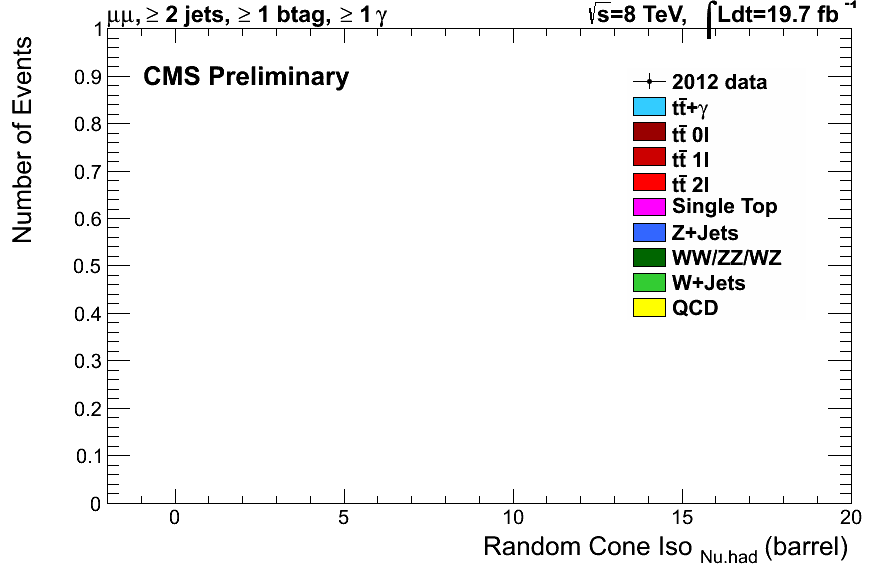 μμ, ≥ 2 jets, ≥ 1 btag, ≥ 1 γ
√s=8 TeV, ∫Ldt=19.7 fb⁻¹
CMS Preliminary
2012 data
tt̄+γ
tt̄ 0l
tt̄ 1l
tt̄ 2l
Single Top
Z+Jets
WW/ZZ/WZ
W+Jets
QCD
Number of Events
1
0.9
0.8
0.7
0.6
0.5
0.4
0.3
0.2
0.1
0
0 5 10 15 20
Random Cone Iso Nu.had (barrel)